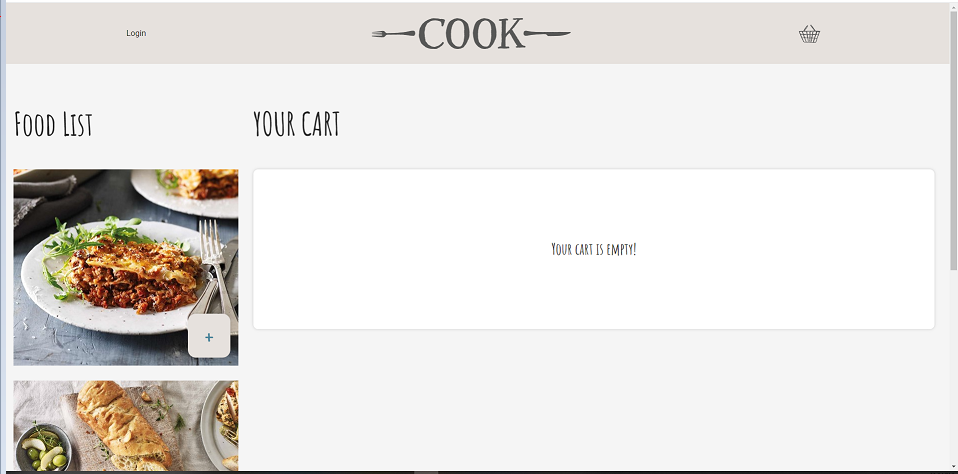 Login
COOK
Food List
YOUR CART
Your cart is empty!
+